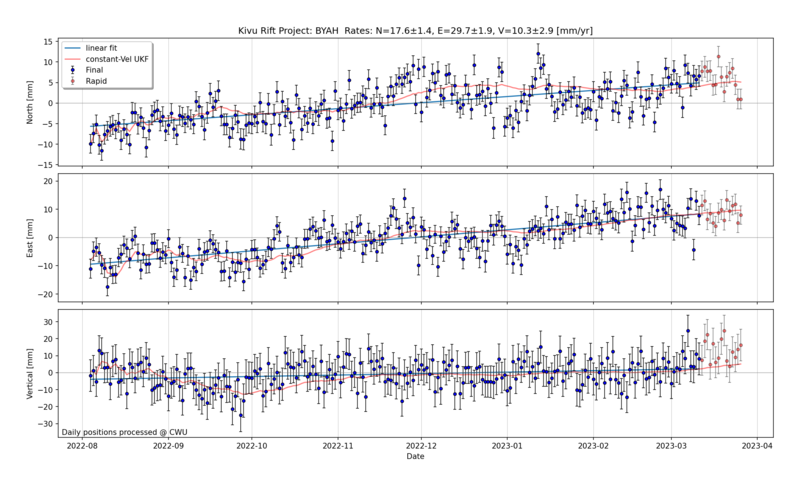 Kivu Rift Project: BYAH  Rates: N=17.6±1.4, E=29.7±1.9, V=10.3±2.9 [mm/yr]
linear fit
constant-Vel UKF
Final
Rapid
North [mm]
15
10
5
0
−5
−10
−15
East [mm]
20
10
0
−10
−20
Vertical [mm]
30
20
10
0
−10
−20
−30
Daily positions processed @ CWU
2022-08
2022-09
2022-10
2022-11
2022-12
2023-01
2023-02
2023-03
2023-04
Date